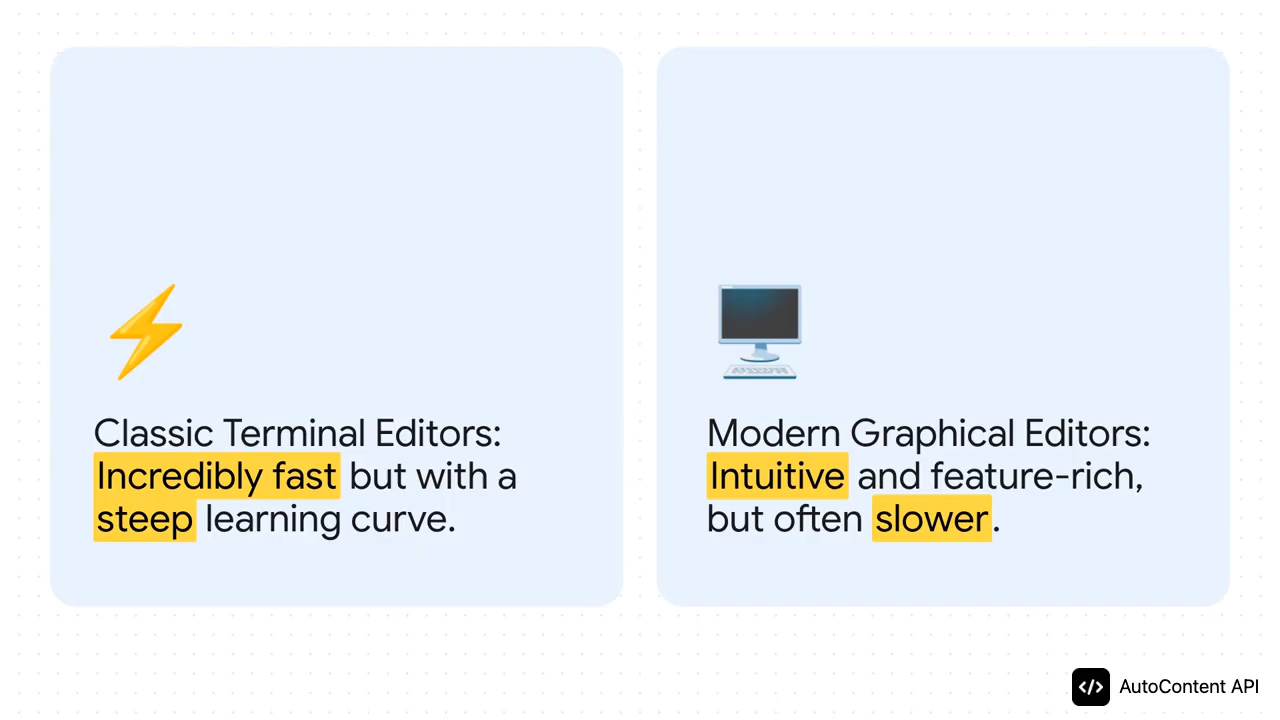 Classic Terminal Editors:
Incredibly fast but with a
steep learning curve.
Modern Graphical Editors:
Intuitive and feature-rich,
but often slower.
</> AutoContent API